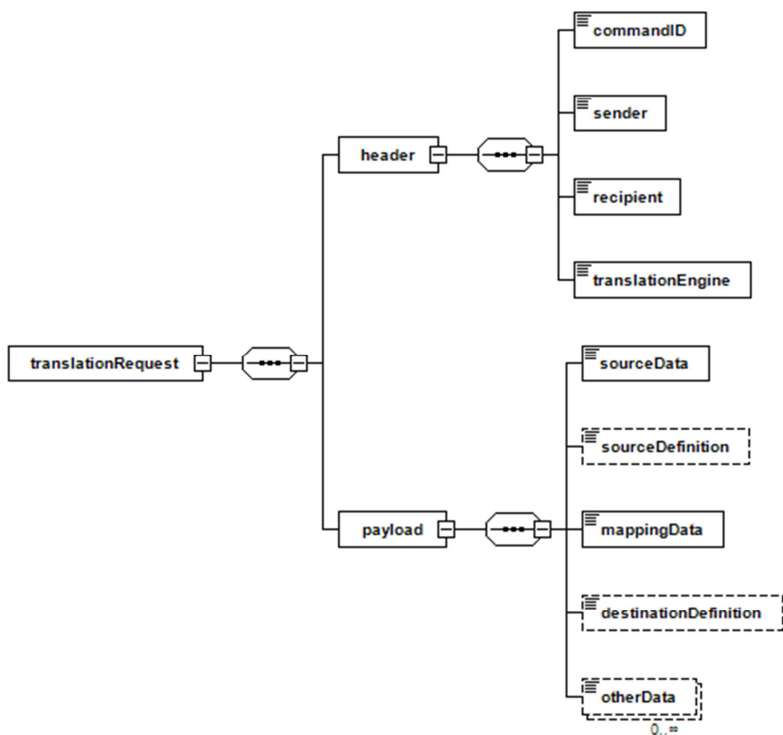 commandID
sender
header
recipient
translationEngine
translationRequest
sourceData
sourceDefinition
payload
mappingData
destinationDefinition
otherData
0..∞